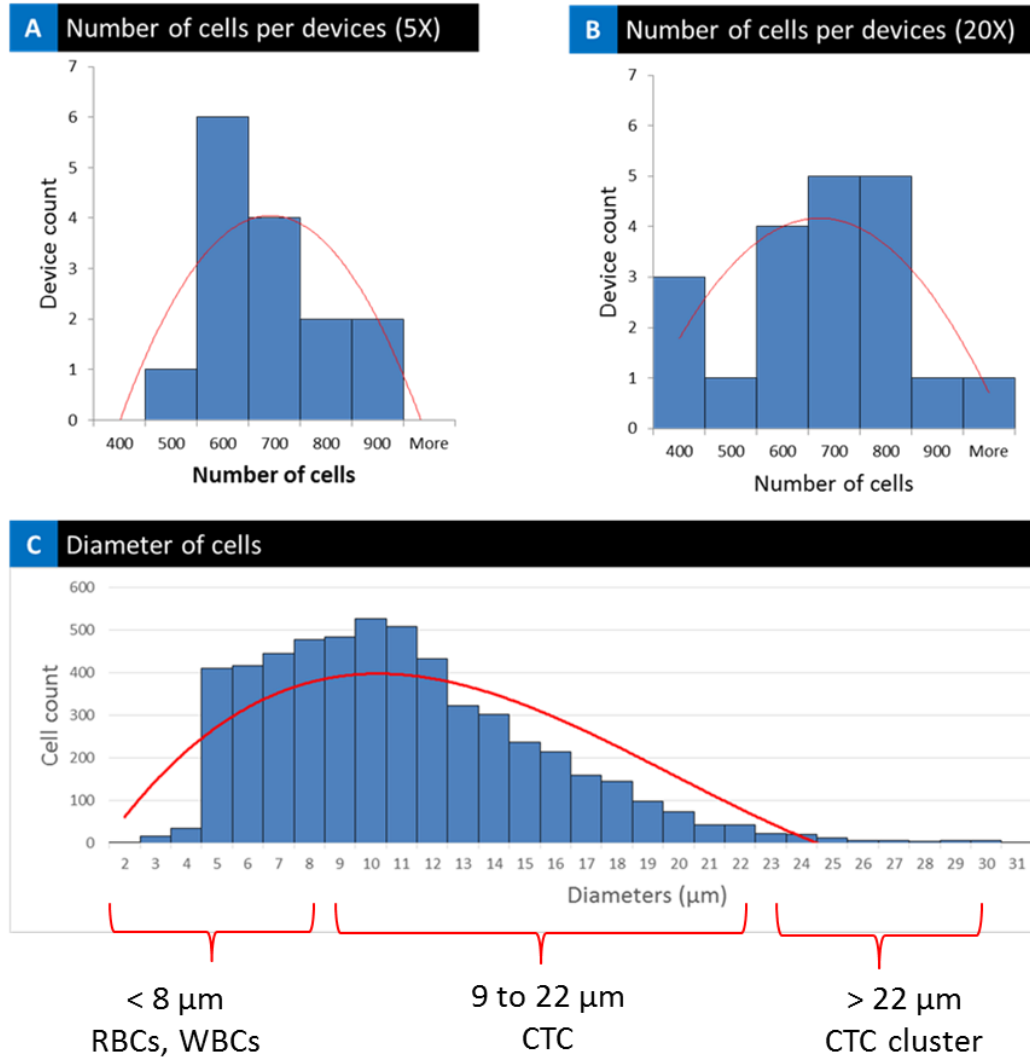 A Number of cells per devices (5X)
7
6
5
4
3
2
1
0
Device count
400 500 600 700 800 900 More
Number of cells
B Number of cells per devices (20X)
7
6
5
4
3
2
1
0
Device count
400 500 600 700 800 900 More
Number of cells
C Diameter of cells
600
500
400
300
200
100
0
Cell count
2 3 4 5 6 7 8 9 10 11 12 13 14 15 16 17 18 19 20 21 22 23 24 25 26 27 28 29 30 31
Diameters (µm)
< 8 µm
RBCs, WBCs
9 to 22 µm
CTC
> 22 µm
CTC cluster